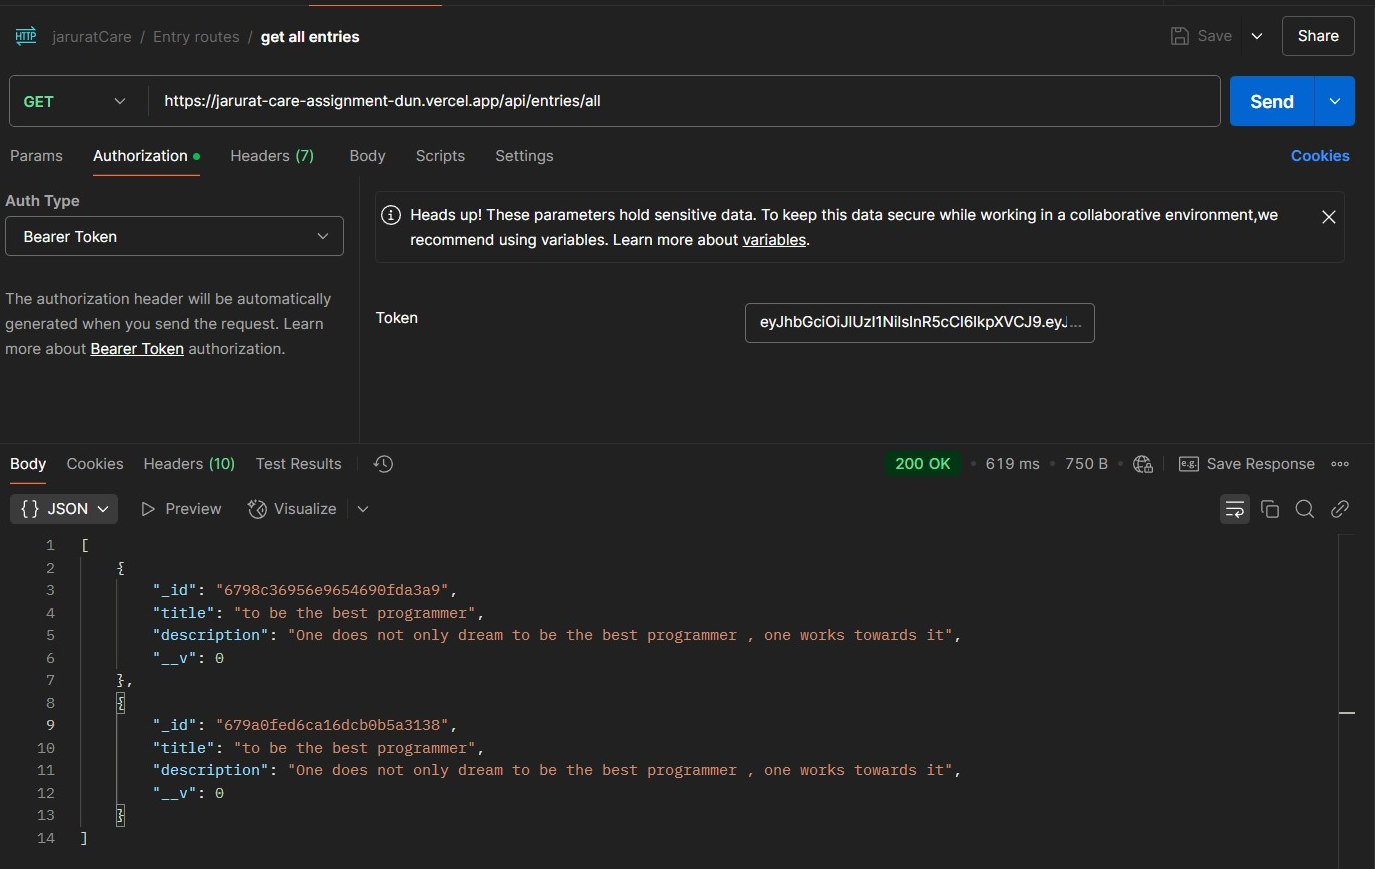 HTTP jaruratCare / Entry routes / get all entries Save Share
GET https://jarurat-care-assignment-dun.vercel.app/api/entries/all Send
Params Authorization Headers (7) Body Scripts Settings Cookies
Auth Type
Bearer Token
The authorization header will be automatically
generated when you send the request. Learn
more about Bearer Token authorization.
Heads up! These parameters hold sensitive data. To keep this data secure while working in a collaborative environment,we
recommend using variables. Learn more about variables.
Token eyJhbGciOiJIUzI1NiIsInR5cCI6IkpXVCJ9.eyJ...
Body Cookies Headers (10) Test Results 200 OK • 619 ms • 750 B • e.g. Save Response
{} JSON Preview Visualize
1 [
2 {
3 "_id": "6798c36956e9654690fda3a9",
4 "title": "to be the best programmer",
5 "description": "One does not only dream to be the best programmer , one works towards it",
6 "__v": 0
7 },
8 {
9 "_id": "679a0fed6ca16dcb0b5a3138",
10 "title": "to be the best programmer",
11 "description": "One does not only dream to be the best programmer , one works towards it",
12 "__v": 0
13 }
14 ]